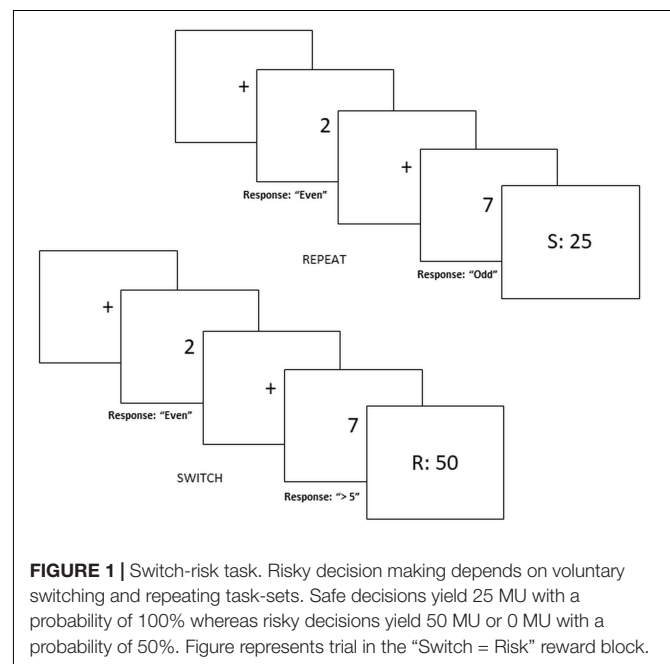 +
2
Response: "Even"
+
7
Response: "Odd"
S: 25
REPEAT
+
2
Response: "Even"
+
7
Response: "> 5"
R: 50
SWITCH
FIGURE 1 | Switch-risk task. Risky decision making depends on voluntary
switching and repeating task-sets. Safe decisions yield 25 MU with a
probability of 100% whereas risky decisions yield 50 MU or 0 MU with a
probability of 50%. Figure represents trial in the “Switch = Risk” reward block.